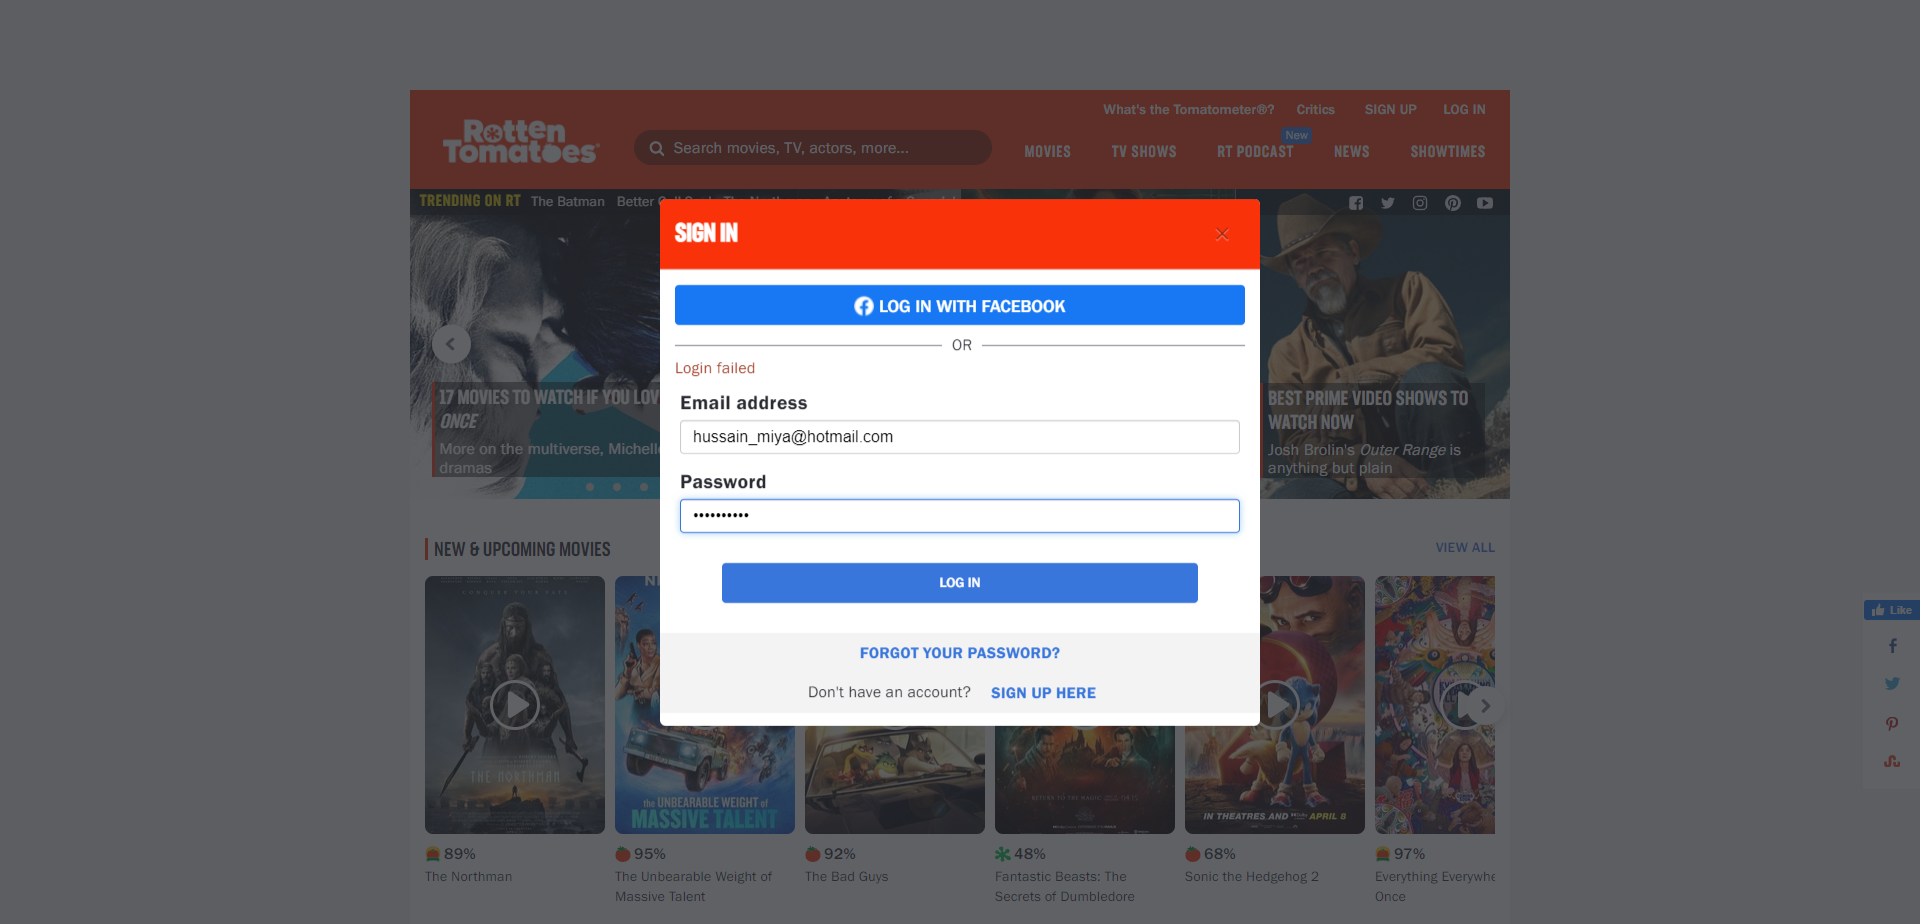 What's the Tomatometer®? Critics SIGN UP LOG IN
Rotten Tomatoes
Search movies, TV, actors, more...
New
MOVIES TV SHOWS RT PODCAST NEWS SHOWTIMES
TRENDING ON RT The Batman Better
SIGN IN
LOG IN WITH FACEBOOK
OR
Login failed
Email address
hussain_miya@hotmail.com
Password
••••••••••
LOG IN
FORGOT YOUR PASSWORD?
Don't have an account? SIGN UP HERE
17 MOVIES TO WATCH IF YOU LOV
ONCE
More on the multiverse, Michelle
dramas
BEST PRIME VIDEO SHOWS TO
WATCH NOW
Josh Brolin's Outer Range is
anything but plain
NEW & UPCOMING MOVIES
VIEW ALL
THE NORTHMAN
the UNBEARABLE WEIGHT of
MASSIVE TALENT
IN THEATRES AND APRIL 8
Like
89%
The Northman
95%
The Unbearable Weight of
Massive Talent
92%
The Bad Guys
48%
Fantastic Beasts: The
Secrets of Dumbledore
68%
Sonic the Hedgehog 2
97%
Everything Everywhe
Once